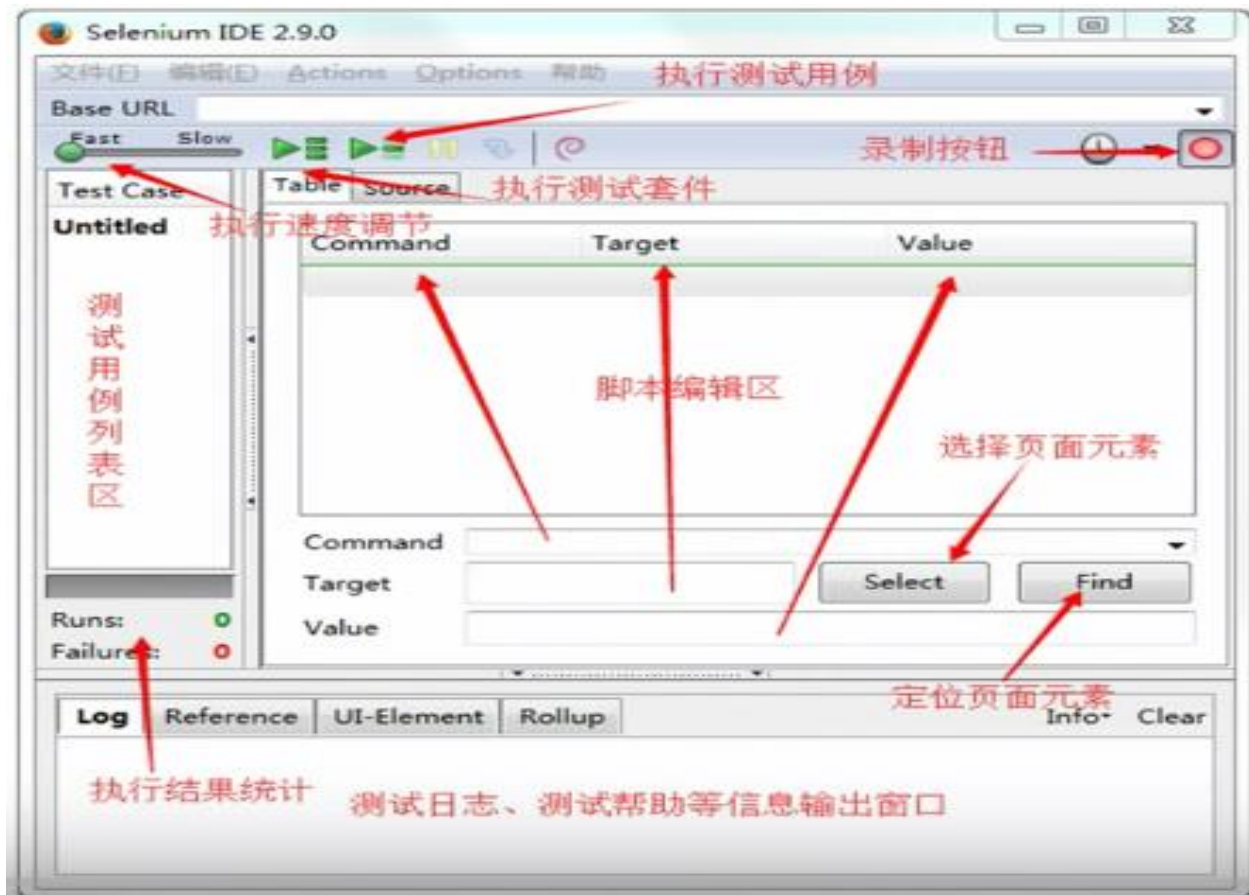 Selenium IDE 2.9.0
文件(F) 编辑(E) Actions Options 帮助
执行测试用例
Base URL
Fast Slow
录制按钮
Test Case
Table Source
执行测试套件
Untitled
执行速度调节
Command Target Value
测试用例列表区
脚本编辑区
选择页面元素
Command
Target
Select Find
Value
Runs: 0
Failures: 0
定位页面元素
Log Reference UI-Element Rollup
Info Clear
执行结果统计
测试日志、测试帮助等信息输出窗口